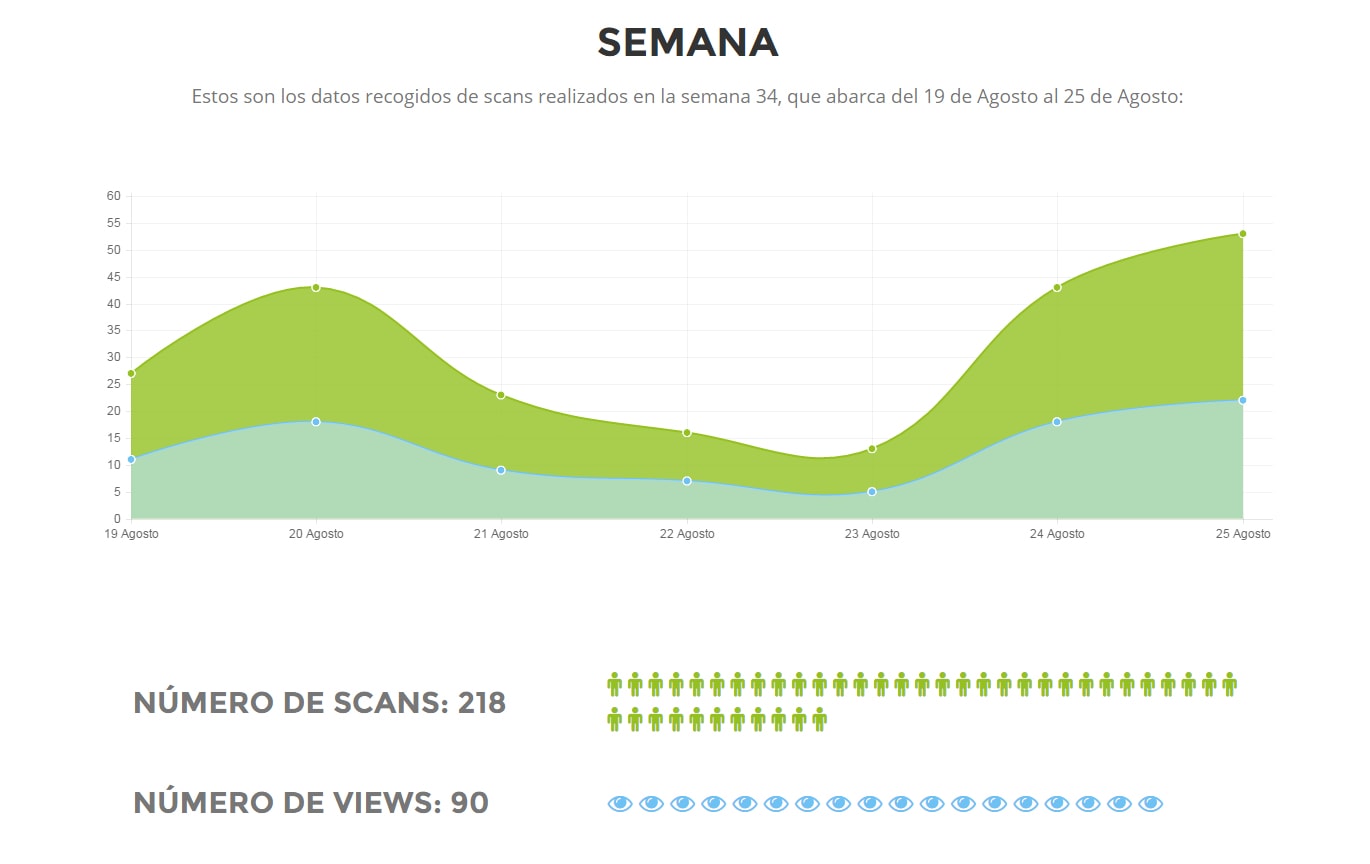 SEMANA
Estos son los datos recogidos de scans realizados en la semana 34, que abarca del 19 de Agosto al 25 de Agosto:
60
55
50
45
40
35
30
25
20
15
10
5
0
19 Agosto 20 Agosto 21 Agosto 22 Agosto 23 Agosto 24 Agosto 25 Agosto
NÚMERO DE SCANS: 218
NÚMERO DE VIEWS: 90